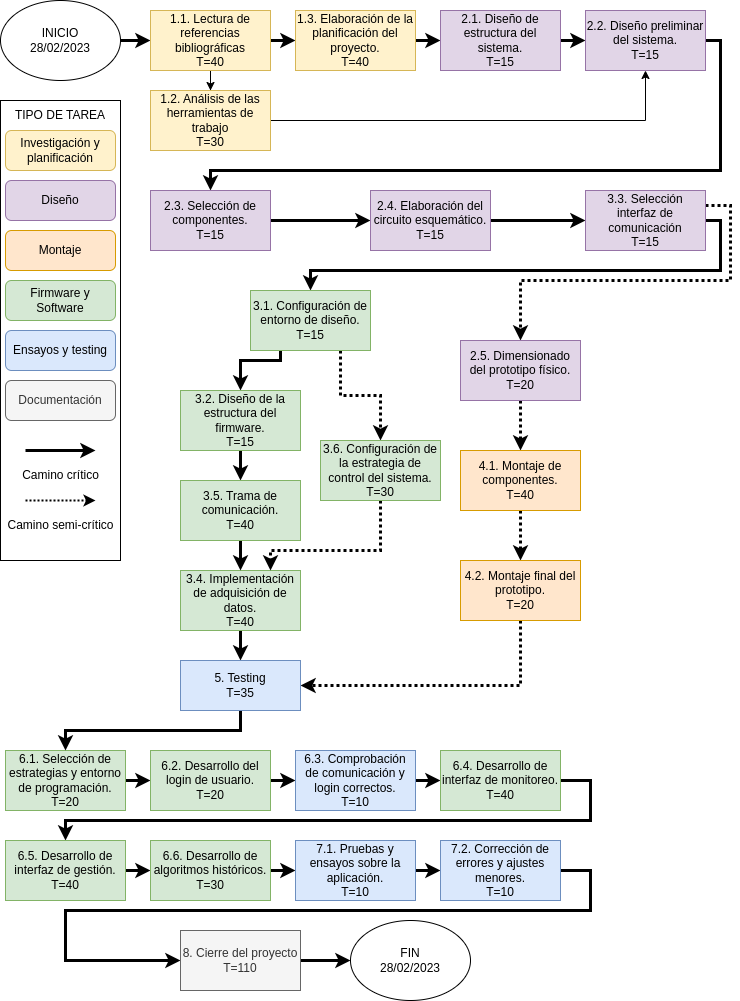 INICIO
28/02/2023
1.1. Lectura de
referencias
bibliográficas
T=40
1.3. Elaboración de la
planificación del
proyecto.
T=40
2.1. Diseño de
estructura del
sistema.
T=15
2.2. Diseño preliminar
del sistema.
T=15
1.2. Análisis de las
herramientas de
trabajo
T=30
TIPO DE TAREA
Investigación y
planificación
Diseño
Montaje
Firmware y
Software
Ensayos y testing
Documentación
Camino crítico
Camino semi-crítico
2.3. Selección de
componentes.
T=15
2.4. Elaboración del
circuito esquemático.
T=15
3.3. Selección
interfaz de
comunicación
T=15
3.1. Configuración de
entorno de diseño.
T=15
2.5. Dimensionado
del prototipo físico.
T=20
3.2. Diseño de la
estructura del
firmware.
T=15
3.6. Configuración de
la estrategia de
control del sistema.
T=30
4.1. Montaje de
componentes.
T=40
3.5. Trama de
comunicación.
T=40
3.4. Implementación
de adquisición de
datos.
T=40
4.2. Montaje final del
prototipo.
T=20
5. Testing
T=35
6.1. Selección de
estrategias y entorno
de programación.
T=20
6.2. Desarrollo del
login de usuario.
T=20
6.3. Comprobación
de comunicación y
login correctos.
T=10
6.4. Desarrollo de
interfaz de monitoreo.
T=40
6.5. Desarrollo de
interfaz de gestión.
T=40
6.6. Desarrollo de
algoritmos históricos.
T=30
7.1. Pruebas y
ensayos sobre la
aplicación.
T=10
7.2. Corrección de
errores y ajustes
menores.
T=10
8. Cierre del proyecto
T=110
FIN
28/02/2023